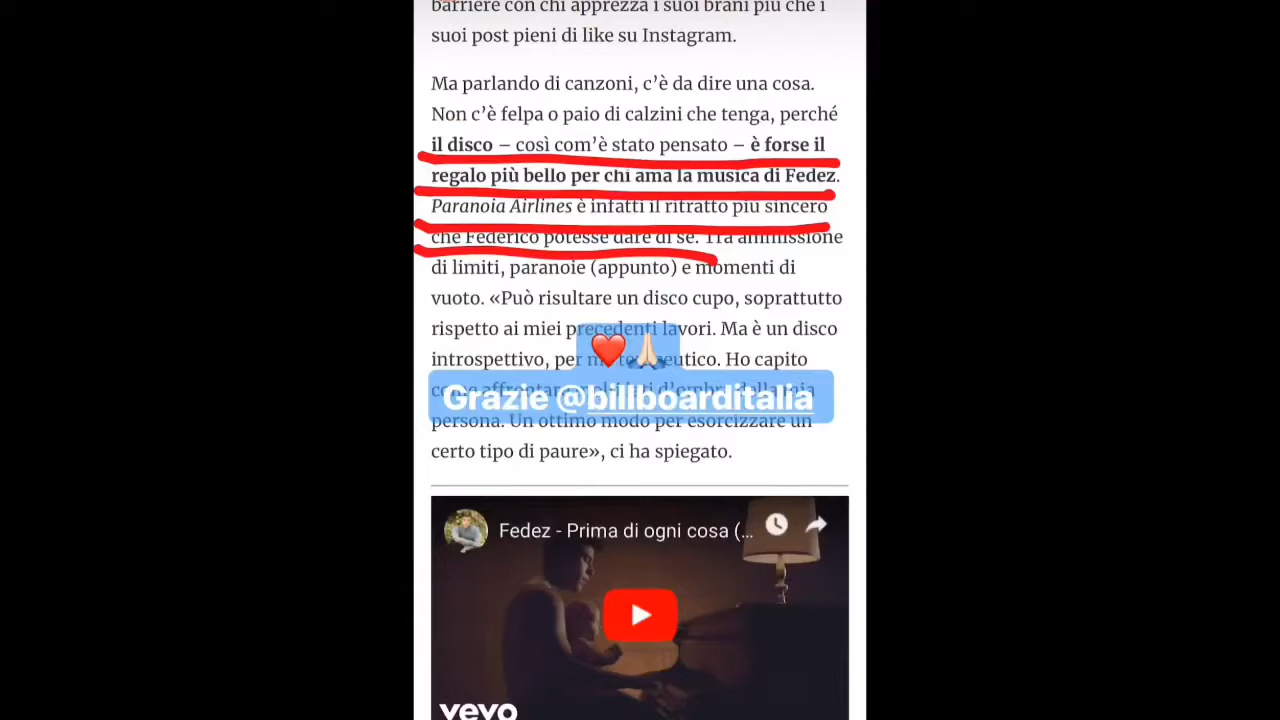 barriere con chi apprezza i suoi brani più che i
suoi post pieni di like su Instagram.
Ma parlando di canzoni, c'è da dire una cosa.
Non c'è felpa o paio di calzini che tenga, perché
il disco – così com'è stato pensato – è forse il
regalo più bello per chi ama la musica di Fedez.
Paranoia Airlines è infatti il ritratto più sincero
che Federico potesse dare di sé. Tra ammissione
di limiti, paranoie (appunto) e momenti di
vuoto. «Può risultare un disco cupo, soprattutto
rispetto ai miei precedenti lavori. Ma è un disco
introspettivo, per Ho capito
Grazie @billboarditalia
persona. Un ottimo modo per esorcizzare un
certo tipo di paure», ci ha spiegato.
Fedez - Prima di ogni cosa (...
vevo